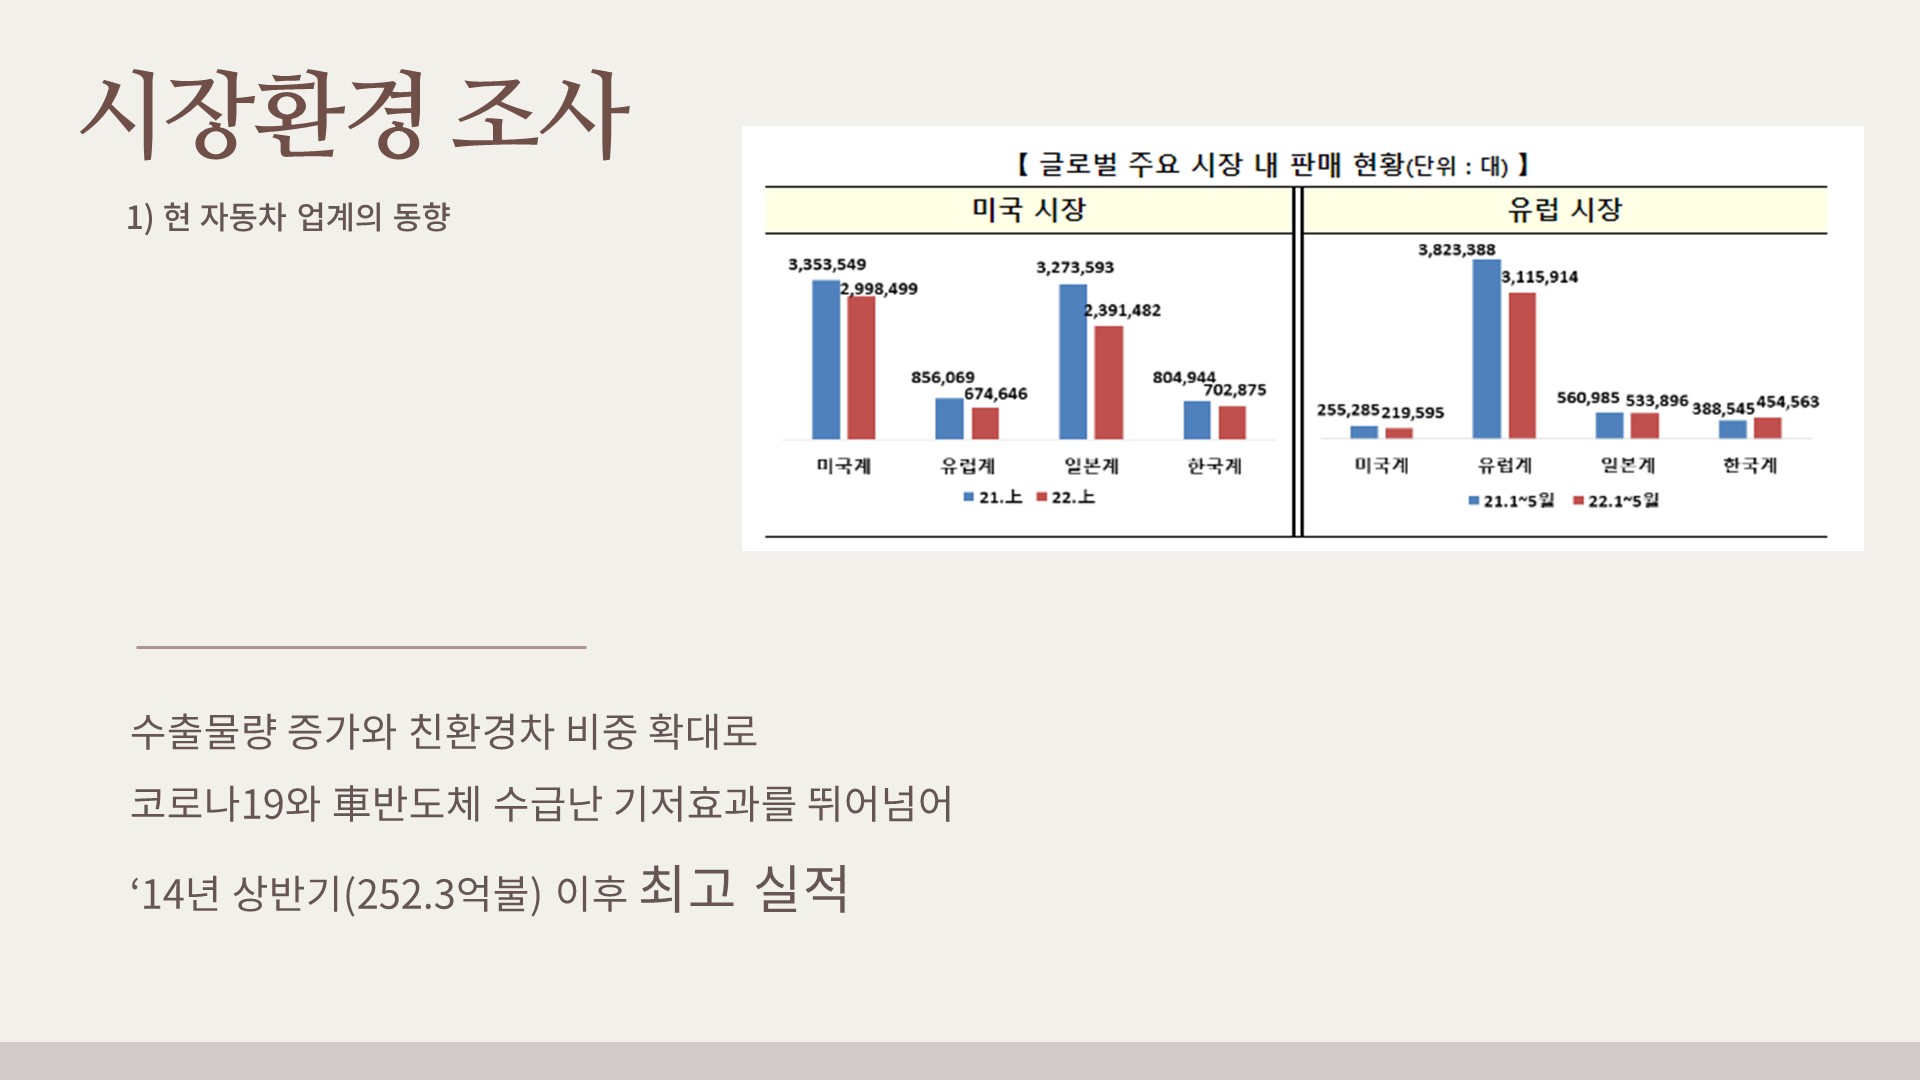 시장환경 조사
1) 현 자동차 업계의 동향
【 글로벌 주요 시장 내 판매 현황(단위 : 대) 】
미국 시장
3,353,549
2,998,499
856,069
674,646
3,273,593
2,391,482
804,944
702,875
미국계 유럽계 일본계 한국계
21.上 22.上
유럽 시장
255,285
219,595
3,823,388
3,115,914
560,985
533,896
388,545
454,563
미국계 유럽계 일본계 한국계
21.1~5월 22.1~5월
수출물량 증가와 친환경차 비중 확대로
코로나19와 車반도체 수급난 기저효과를 뛰어넘어
‘14년 상반기(252.3억불) 이후 최고 실적